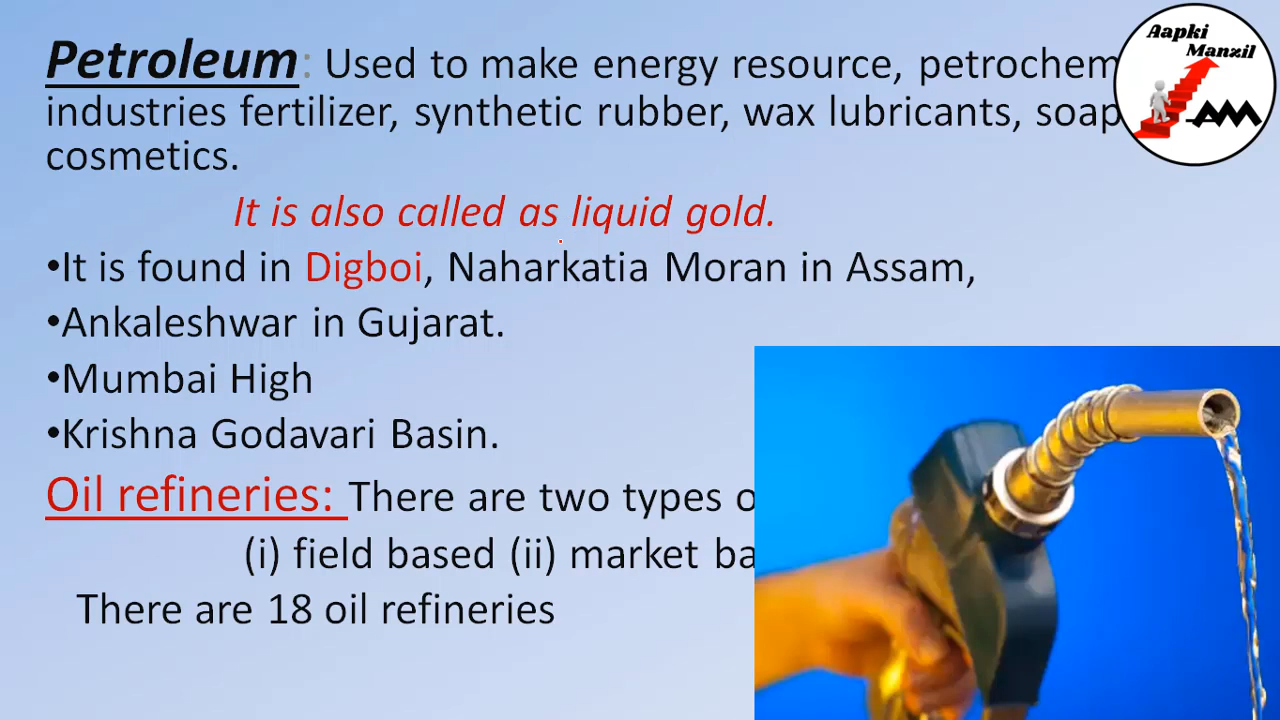 Petroleum: Used to make energy resource, petrochem
industries fertilizer, synthetic rubber, wax lubricants, soap
cosmetics.
It is also called as liquid gold.
•It is found in Digboi, Naharkatia Moran in Assam,
•Ankaleshwar in Gujarat.
•Mumbai High
•Krishna Godavari Basin.
Oil refineries: There are two types o
(i) field based (ii) market ba
There are 18 oil refineries
Aapki
Manzil
AM